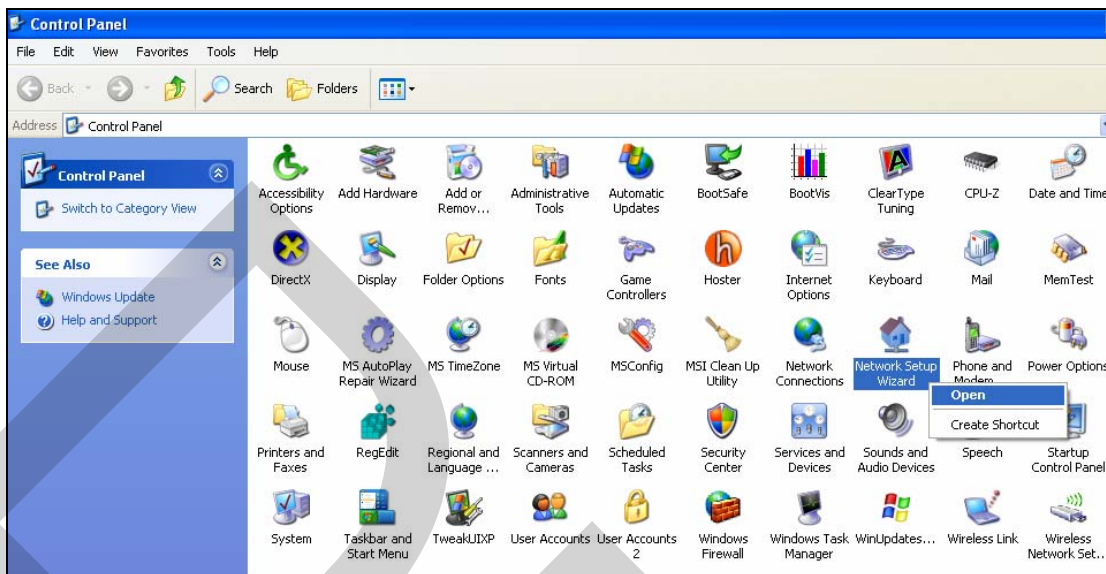 Control Panel
File Edit View Favorites Tools Help
Back Search Folders
Address Control Panel
Control Panel
Switch to Category View
See Also
Windows Update
Help and Support
Accessibility Options
Add Hardware
Add or Remov...
Administrative Tools
Automatic Updates
BootSafe
BootVis
ClearType Tuning
CPU-Z
Date and Time
DirectX
Display
Folder Options
Fonts
Game Controllers
Hoster
Internet Options
Keyboard
Mail
MemTest
Mouse
MS AutoPlay Repair Wizard
MS TimeZone
MS Virtual CD-ROM
MSConfig
MSI Clean Up Utility
Network Connections
Network Setup Wizard
Phone and Modem
Power Options
Open
Create Shortcut
Printers and Faxes
RegEdit
Regional and Language ...
Scanners and Cameras
Scheduled Tasks
Security Center
Services and Devices
Sounds and Audio Devices
Speech
Startup Control Panel
System
Taskbar and Start Menu
TweakUIXP
User Accounts
User Accounts 2
Windows Firewall
Windows Task Manager
WinUpdates...
Wireless Link
Wireless Network Set...